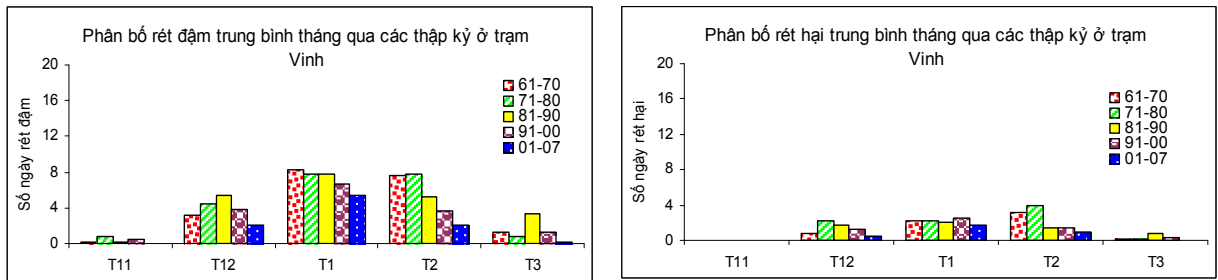 Phân bố rét đậm trung bình tháng qua các thập kỷ ở trạm
Vinh
Số ngày rét đậm
20
16
12
8
4
0
61-70
71-80
81-90
91-00
01-07
T11 T12 T1 T2 T3
Phân bố rét hại trung bình tháng qua các thập kỷ ở trạm
Vinh
Số ngày rét hại
20
16
12
8
4
0
61-70
71-80
81-90
91-00
01-07
T11 T12 T1 T2 T3